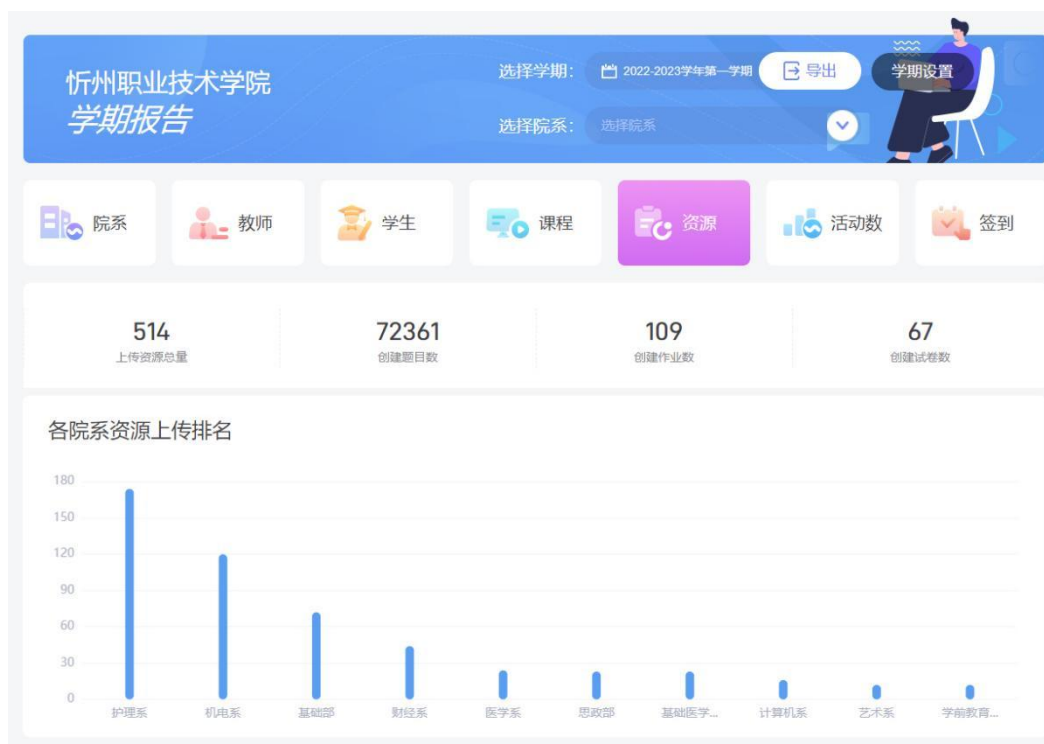 忻州职业技术学院
学期报告
选择学期： 2022-2023学年第一学期 导出 学期设置
选择院系： 选择院系
院系 教师 学生 课程 资源 活动数 签到
514 72361 109 67
上传资源总量 创建题目数 创建作业数 创建试卷数
各院系资源上传排名
180
150
120
90
60
30
0
护理系 机电系 基础部 财经系 医学系 思政部 基础医学... 计算机系 艺术系 学前教育...